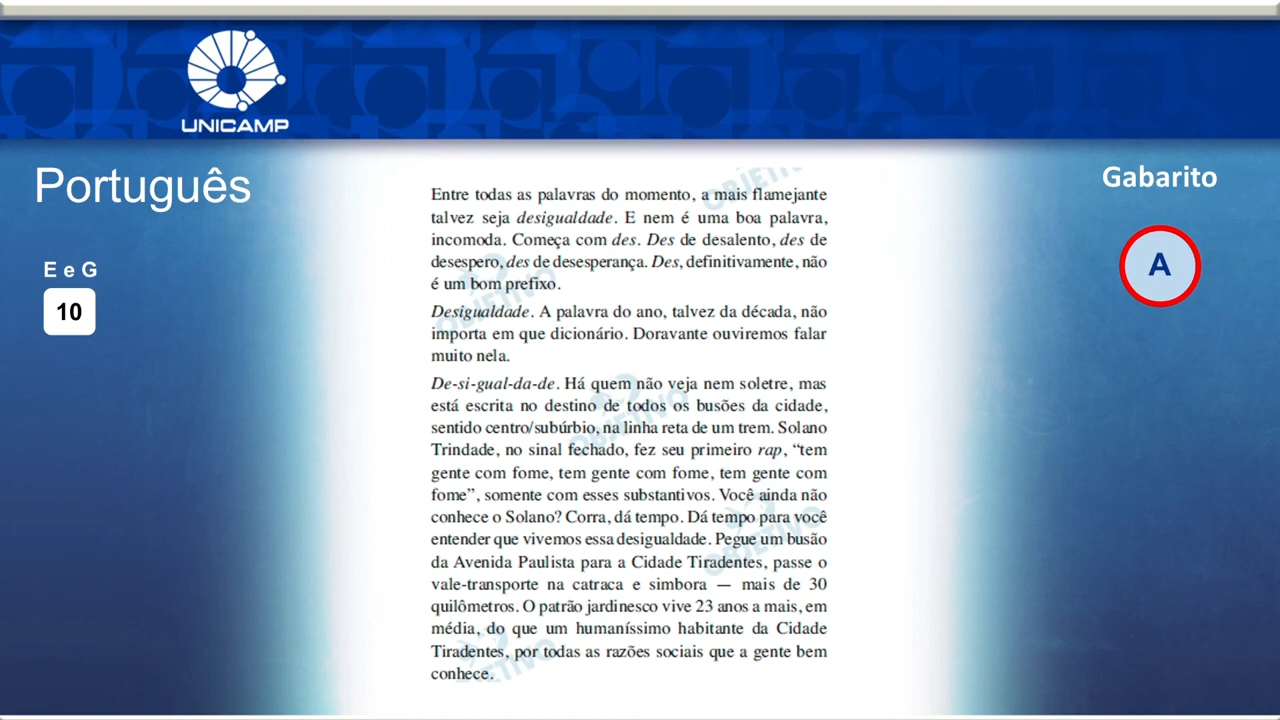 UNICAMP
Português
Gabarito
A
E e G
10
Entre todas as palavras do momento, a mais flamejante
talvez seja desigualdade. E nem é uma boa palavra,
incomoda. Começa com des. Des de desalento, des de
desespero, des de desesperança. Des, definitivamente, não
é um bom prefixo.
Desigualdade. A palavra do ano, talvez da década, não
importa em que dicionário. Doravante ouviremos falar
muito nela.
De-si-gual-da-de. Há quem não veja nem soletre, mas
está escrita no destino de todos os busões da cidade,
sentido centro/subúrbio, na linha reta de um trem. Solano
Trindade, no sinal fechado, fez seu primeiro rap, “tem
gente com fome, tem gente com fome, tem gente com
fome”, somente com esses substantivos. Você ainda não
conhece o Solano? Corra, dá tempo. Dá tempo para você
entender que vivemos essa desigualdade. Pegue um busão
da Avenida Paulista para a Cidade Tiradentes, passe o
vale-transporte na catraca e simbora — mais de 30
quilômetros. O patrão jardinesco vive 23 anos a mais, em
média, do que um humaníssimo habitante da Cidade
Tiradentes, por todas as razões sociais que a gente bem
conhece.
OBJETIVO
OBJETIVO
OBJETIVO
OBJETIVO